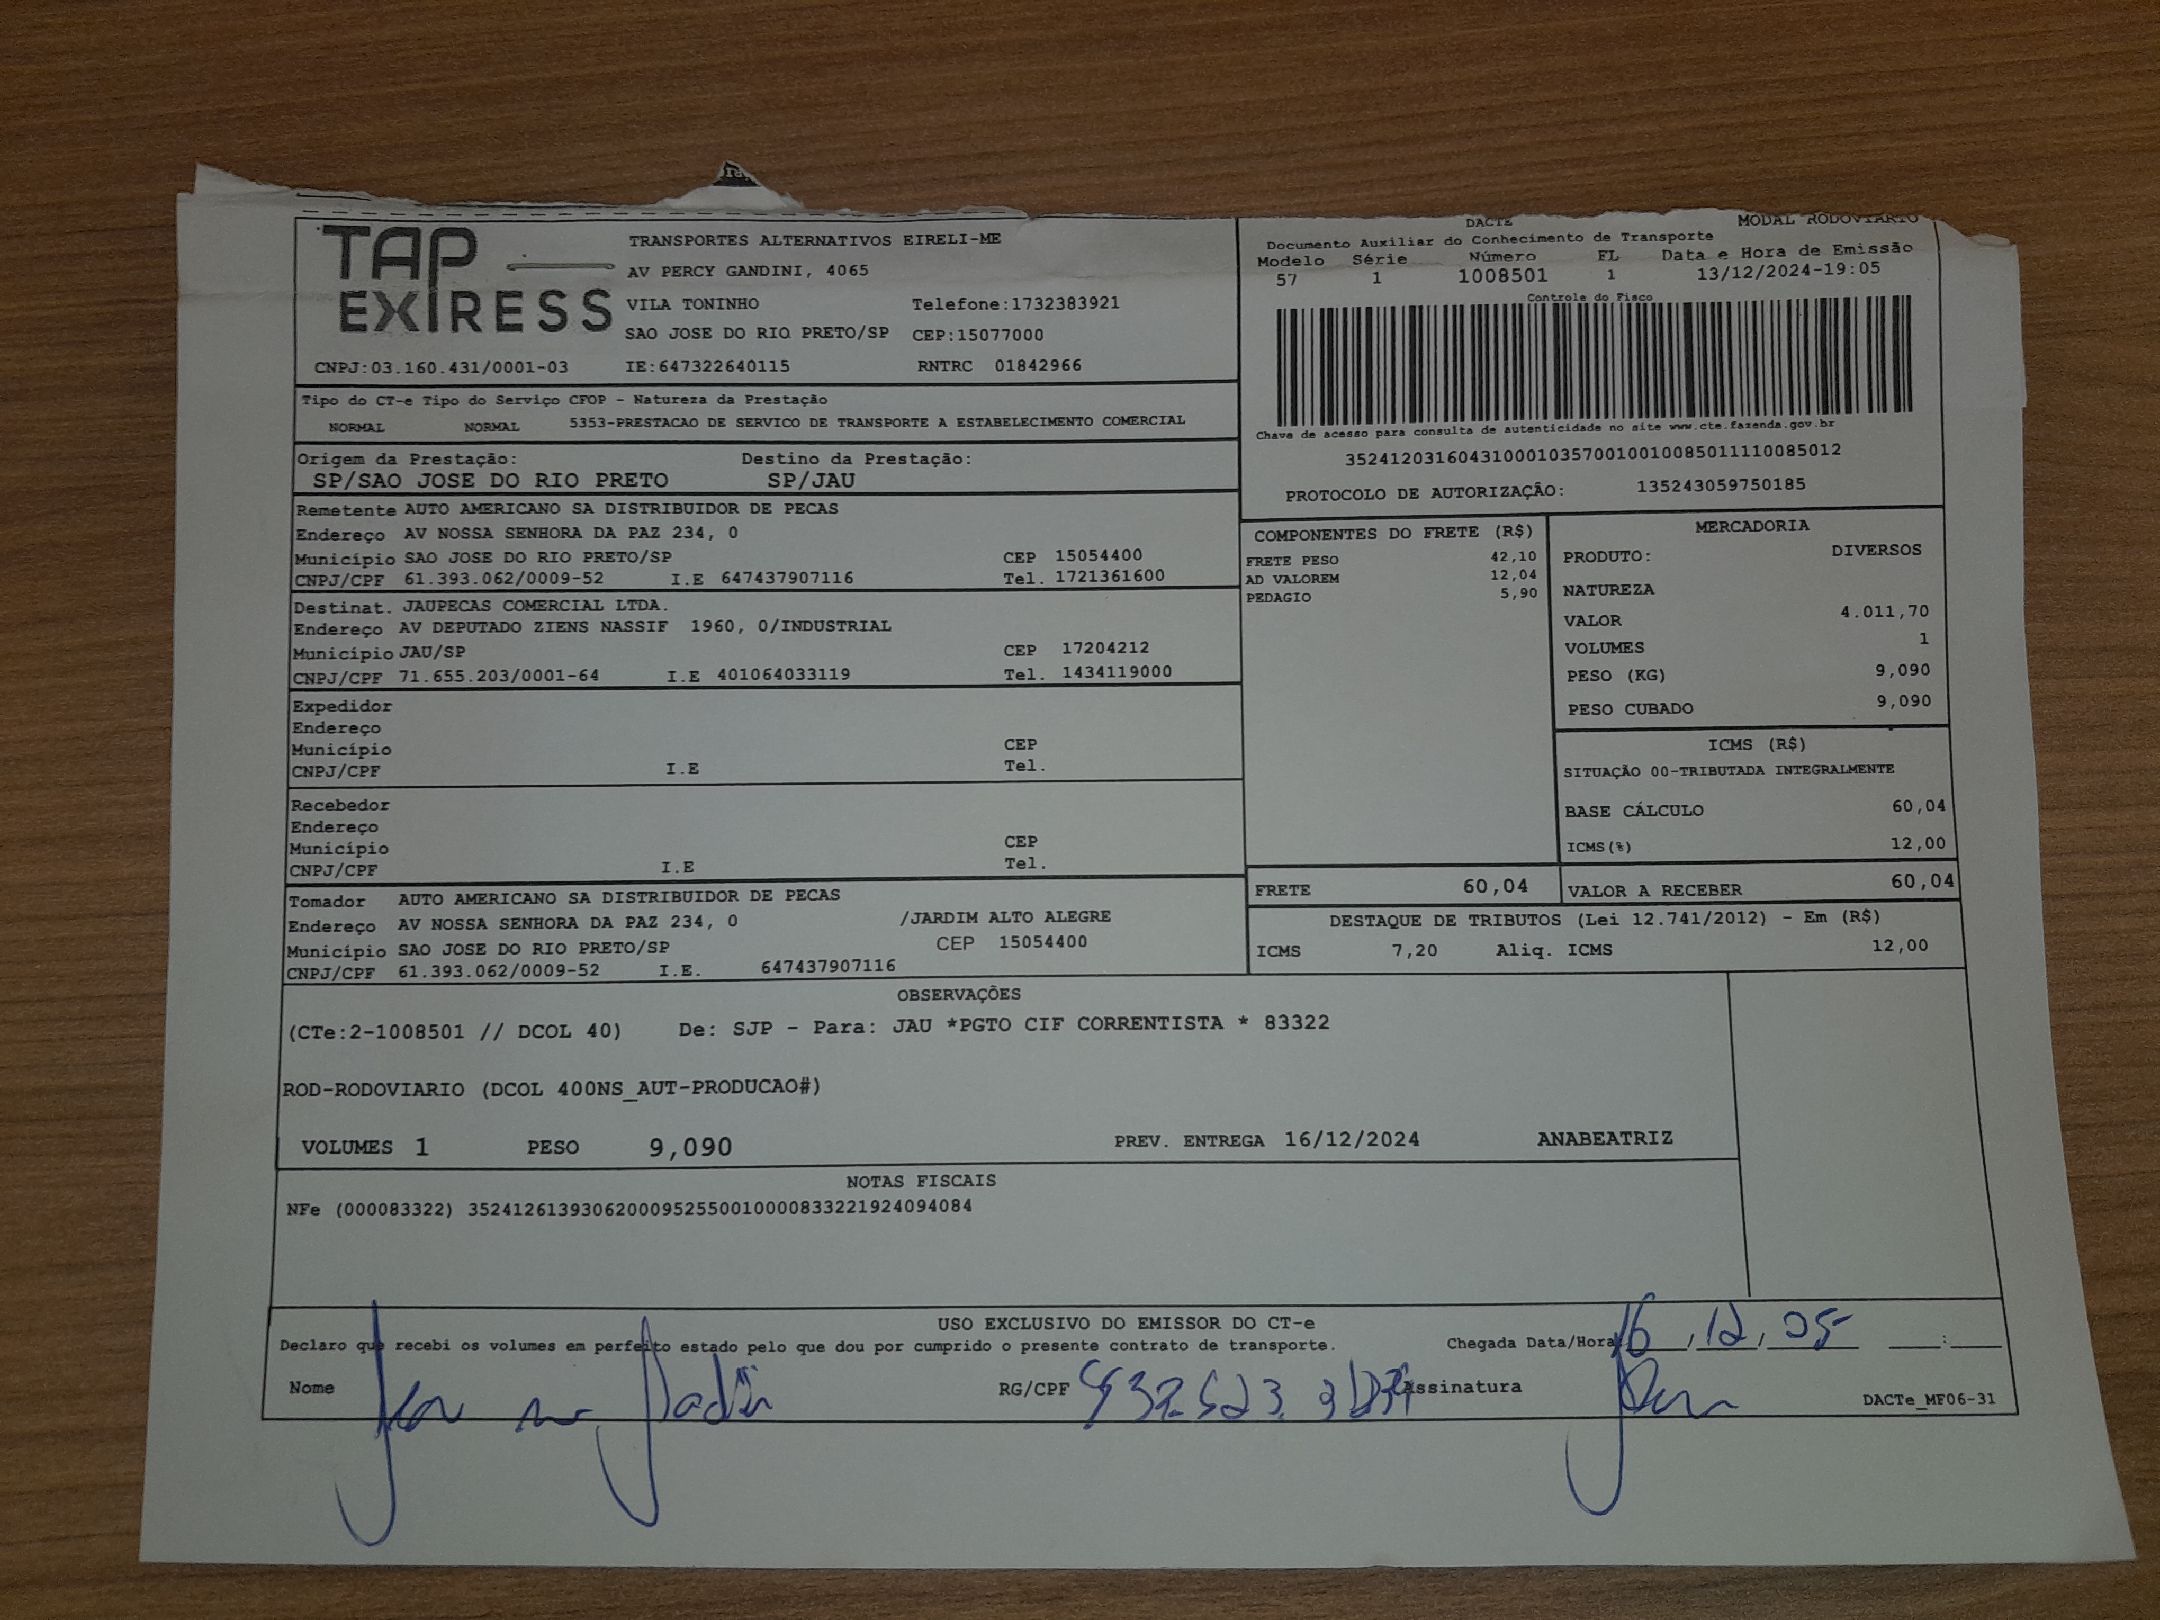 TAP
EXPRESS
TRANSPORTES ALTERNATIVOS EIRELI-ME
AV PERCY GANDINI, 4065
VILA TONINHO Telefone:1732383921
SAO JOSE DO RIO PRETO/SP CEP:15077000
CNPJ:03.160.431/0001-03 IE:647322640115 RNTRC 01842966
DACTE MODAL RODOVIARIO
Documento Auxiliar do Conhecimento de Transporte
Modelo Série Número FL Data e Hora de Emissão
57 1 1008501 1 13/12/2024-19:05
Controle do Fisco
Chave de acesso para consulta de autenticidade no site www.cte.fazenda.gov.br
35241203160431000103570010010085011110085012
PROTOCOLO DE AUTORIZAÇÃO: 135243059750185
Tipo do CT-e Tipo do Serviço CFOP - Natureza da Prestação
NORMAL NORMAL 5353-PRESTACAO DE SERVICO DE TRANSPORTE A ESTABELECIMENTO COMERCIAL
Origem da Prestação: Destino da Prestação:
SP/SAO JOSE DO RIO PRETO SP/JAU
Remetente AUTO AMERICANO SA DISTRIBUIDOR DE PECAS
Endereço AV NOSSA SENHORA DA PAZ 234, 0
Município SAO JOSE DO RIO PRETO/SP CEP 15054400
CNPJ/CPF 61.393.062/0009-52 I.E 647437907116 Tel. 1721361600
Destinat. JAUPECAS COMERCIAL LTDA.
Endereço AV DEPUTADO ZIENS NASSIF 1960, 0/INDUSTRIAL
Município JAU/SP CEP 17204212
CNPJ/CPF 71.655.203/0001-64 I.E 401064033119 Tel. 1434119000
Expedidor
Endereço
Município CEP
CNPJ/CPF I.E Tel.
Recebedor
Endereço
Município CEP
CNPJ/CPF I.E Tel.
Tomador AUTO AMERICANO SA DISTRIBUIDOR DE PECAS
Endereço AV NOSSA SENHORA DA PAZ 234, 0 /JARDIM ALTO ALEGRE
Município SAO JOSE DO RIO PRETO/SP CEP 15054400
CNPJ/CPF 61.393.062/0009-52 I.E. 647437907116
COMPONENTES DO FRETE (R$)
FRETE PESO 42,10
AD VALOREM 12,04
PEDAGIO 5,90
MERCADORIA
PRODUTO: DIVERSOS
NATUREZA
VALOR 4.011,70
VOLUMES 1
PESO (KG) 9,090
PESO CUBADO 9,090
ICMS (R$)
SITUAÇÃO 00-TRIBUTADA INTEGRALMENTE
BASE CÁLCULO 60,04
ICMS(%) 12,00
FRETE 60,04 VALOR A RECEBER 60,04
DESTAQUE DE TRIBUTOS (Lei 12.741/2012) - Em (R$)
ICMS 7,20 Aliq. ICMS 12,00
OBSERVAÇÕES
(CTe:2-1008501 // DCOL 40) De: SJP - Para: JAU *PGTO CIF CORRENTISTA * 83322
ROD-RODOVIARIO (DCOL 400NS_AUT-PRODUCAO#)
VOLUMES 1 PESO 9,090 PREV. ENTREGA 16/12/2024 ANABEATRIZ
NOTAS FISCAIS
NFe (000083322) 35241261393062000952550010000833221924094084
USO EXCLUSIVO DO EMISSOR DO CT-e
Declaro que recebi os volumes em perfeito estado pelo que dou por cumprido o presente contrato de transporte. Chegada Data/Hora 16,12,
Nome RG/CPF Assinatura
DACTe_MF06-31